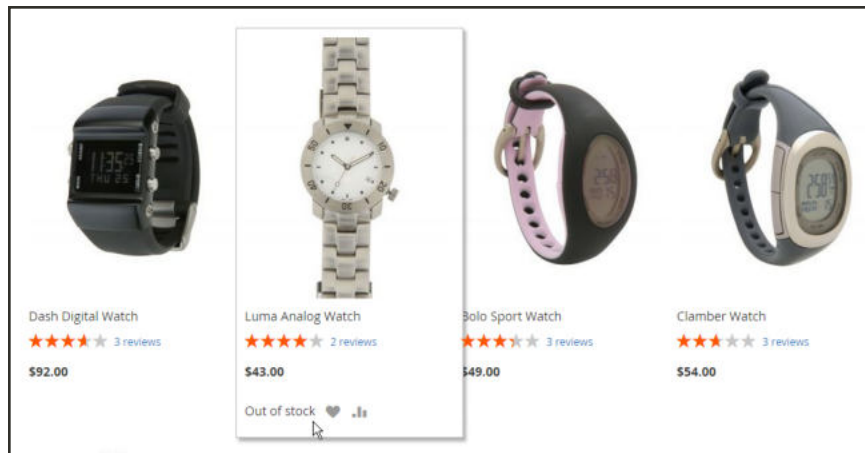 Dash Digital Watch
3 reviews
$92.00
Luma Analog Watch
2 reviews
$43.00
Out of stock
Bolo Sport Watch
3 reviews
$49.00
Clamber Watch
3 reviews
$54.00